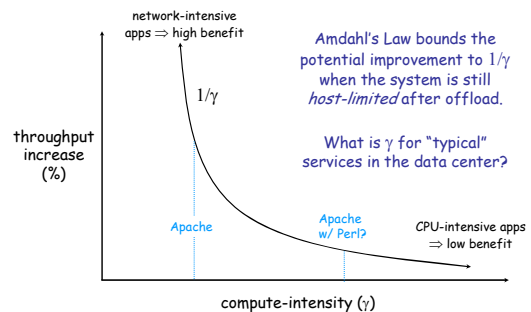 network-intensive
apps ⇒ high benefit
Amdahl's Law bounds the
potential improvement to 1/γ
when the system is still
host-limited after offload.
1/γ
What is γ for "typical"
services in the data center?
throughput
increase
(%)
Apache
Apache
w/ Perl?
CPU-intensive apps
⇒ low benefit
compute-intensity (γ)